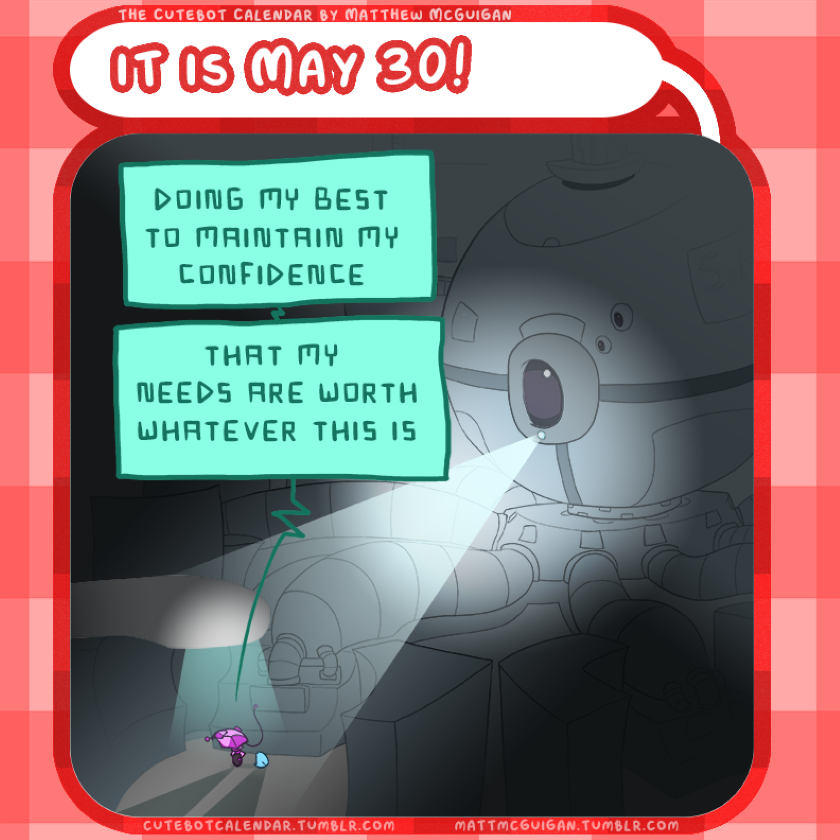 THE CUTEBOT CALENDAR BY MATTHEW MCGUIGAN
IT IS MAY 30!
DOING MY BEST
TO MAINTAIN MY
CONFIDENCE
THAT MY
NEEDS ARE WORTH
WHATEVER THIS IS
CUTEBOTCALENDAR.TUMBLR.COM
MATTMCGUIGAN.TUMBLR.COM